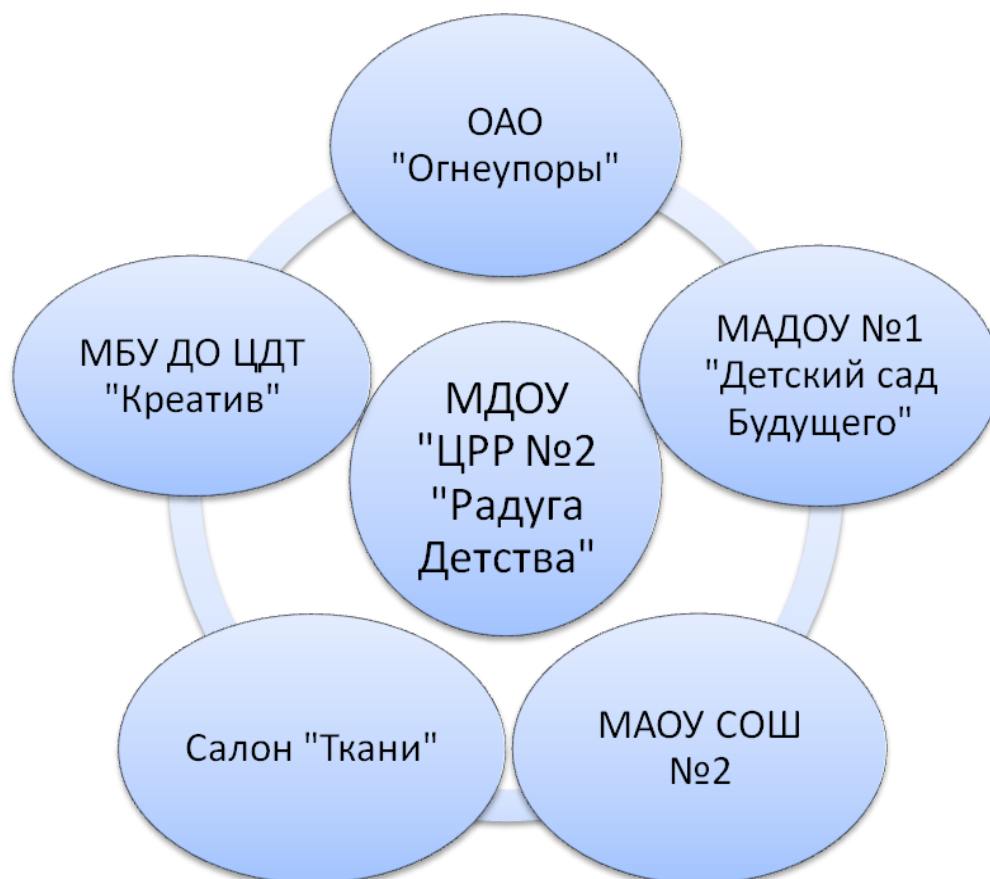 ОАО
"Огнеупоры"
МАДОУ №1
"Детский сад
Будущего"
МБУ ДО ЦДТ
"Креатив"
МДОУ
"ЦРР №2
"Радуга
Детства"
Салон "Ткани"
МАОУ СОШ
№2